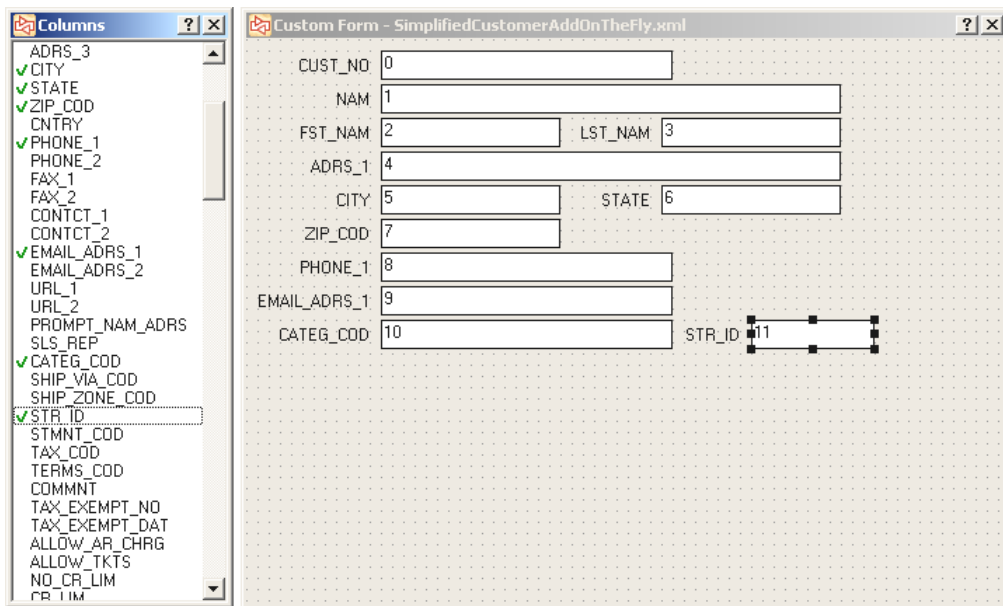 Columns
ADRS_3
CITY
STATE
ZIP_COD
CNTRY
PHONE_1
PHONE_2
FAX_1
FAX_2
CONTCT_1
CONTCT_2
EMAIL_ADRS_1
EMAIL_ADRS_2
URL_1
URL_2
PROMPT_NAM_ADRS
SLS_REP
CATEG_COD
SHIP_VIA_COD
SHIP_ZONE_COD
STR_ID
STMNT_COD
TAX_COD
TERMS_COD
COMMNT
TAX_EXEMPT_NO
TAX_EXEMPT_DAT
ALLOW_AR_CHRG
ALLOW_TKTS
NO_CR_LIM
CR_LIM
Custom Form - SimplifiedCustomerAddOnTheFly.xml
CUST_NO 0
NAM 1
FST_NAM 2 LST_NAM 3
ADRS_1 4
CITY 5 STATE 6
ZIP_COD 7
PHONE_1 8
EMAIL_ADRS_1 9
CATEG_COD 10 STR_ID 11